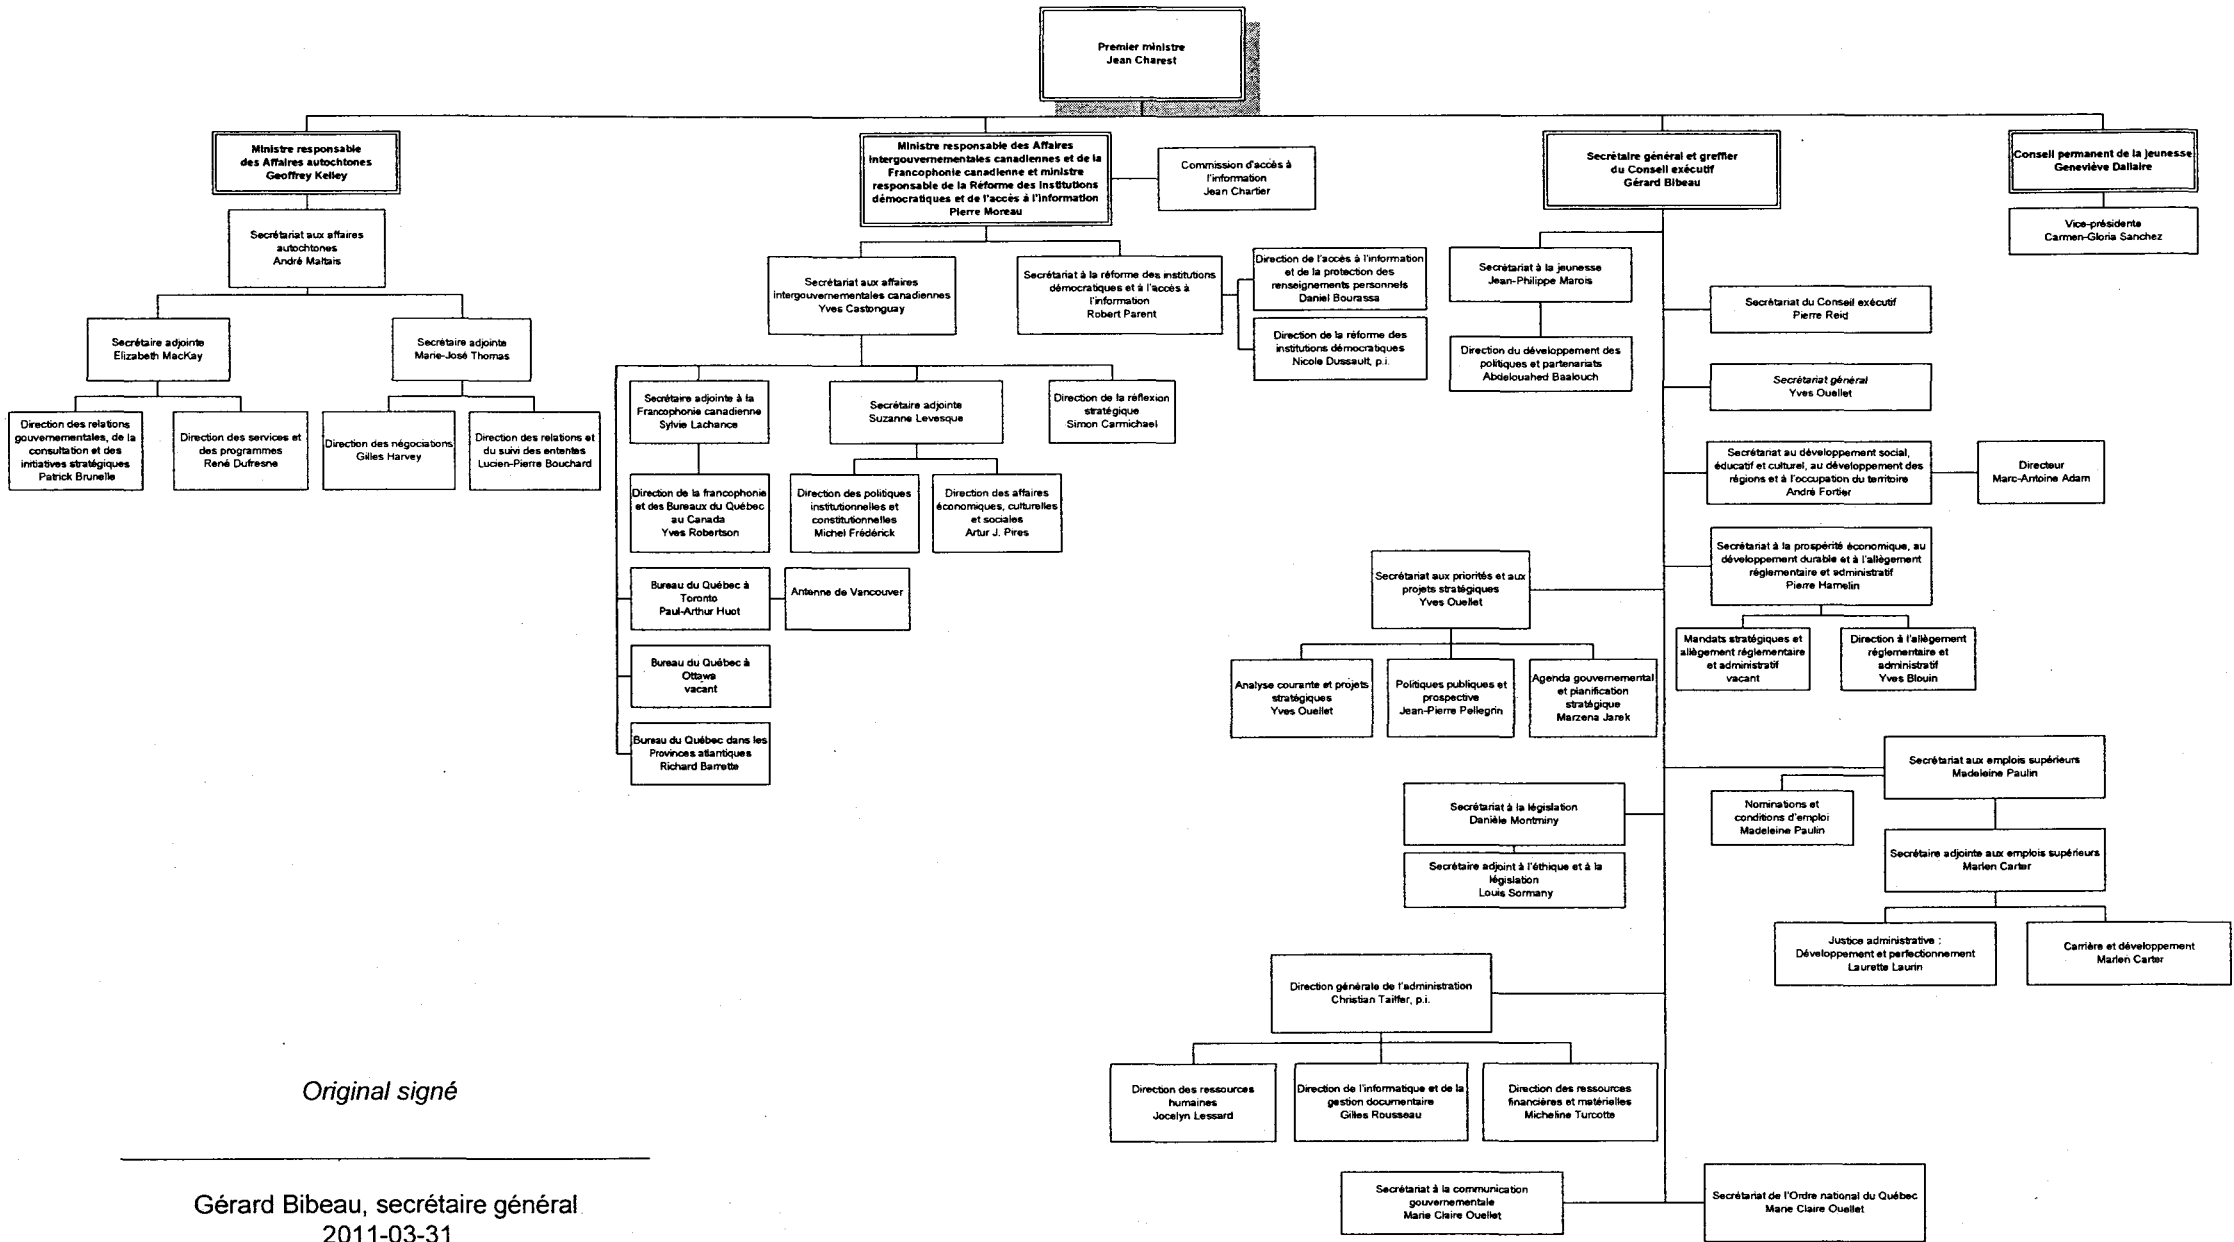 Premier ministre
Jean Charest
Ministre responsable
des Affaires autochtones
Geoffrey Kelley
Ministre responsable des Affaires
intergouvernementales canadiennes et de la
Francophonie canadienne et ministre
responsable de la Réforme des institutions
démocratiques et de l'accès à l'information
Pierre Moreau
Commission d'accès à
l'information
Jean Chartier
Secrétaire général et greffier
du Conseil exécutif
Gérard Bibeau
Conseil permanent de la jeunesse
Geneviève Dallaire
Vice-présidente
Carmen-Gloria Sanchez
Secrétariat aux affaires
autochtones
André Maltais
Secrétaire adjointe
Elizabeth MacKay
Secrétaire adjointe
Marie-José Thomas
Direction des relations
gouvernementales, de la
consultation et des
initiatives stratégiques
Patrick Brunelle
Direction des services et
des programmes
René Dufresne
Direction des négociations
Gilles Harvey
Direction des relations et
du suivi des ententes
Lucien-Pierre Bouchard
Secrétariat aux affaires
intergouvernementales canadiennes
Yves Castonguay
Secrétariat à la réforme des institutions
démocratiques et à l'accès à
l'information
Robert Parent
Direction de l'accès à l'information
et de la protection des
renseignements personnels
Daniel Bourassa
Direction de la réforme des
institutions démocratiques
Nicole Dussault, p.i.
Secrétaire adjointe à la
Francophonie canadienne
Sylvie Lachance
Secrétaire adjointe
Suzanne Levesque
Direction de la réflexion
stratégique
Simon Carmichael
Direction de la francophonie
et des Bureaux du Québec
au Canada
Yves Robertson
Direction des politiques
institutionnelles et
constitutionnelles
Michel Frédérick
Direction des affaires
économiques, culturelles
et sociales
Artur J. Pires
Bureau du Québec à
Toronto
Paul-Arthur Huot
Antenne de Vancouver
Bureau du Québec à
Ottawa
vacant
Bureau du Québec dans les
Provinces atlantiques
Richard Barrette
Secrétariat à la jeunesse
Jean-Philippe Marois
Direction du développement des
politiques et partenariats
Abdelouahed Baalouch
Secrétariat du Conseil exécutif
Pierre Reid
Secrétariat général
Yves Ouellet
Secrétariat au développement social,
éducatif et culturel, au développement des
régions et à l'occupation du territoire
André Fortier
Directeur
Marc-Antoine Adam
Secrétariat à la prospérité économique, au
développement durable et à l'allègement
réglementaire et administratif
Pierre Hamelin
Mandats stratégiques et
allègement réglementaire
et administratif
vacant
Direction à l'allègement
réglementaire et
administratif
Yves Blouin
Secrétariat aux priorités et aux
projets stratégiques
Yves Ouellet
Analyse courante et projets
stratégiques
Yves Ouellet
Politiques publiques et
prospective
Jean-Pierre Pellegrin
Agenda gouvernemental
et planification
stratégique
Marzena Jarek
Secrétariat aux emplois supérieurs
Madeleine Paulin
Nominations et
conditions d'emploi
Madeleine Paulin
Secrétaire adjointe aux emplois supérieurs
Marlen Carter
Justice administrative :
Développement et perfectionnement
Laurette Laurin
Carrière et développement
Marlen Carter
Secrétariat à la législation
Danièle Montminy
Secrétaire adjoint à l'éthique et à la
législation
Louis Sormany
Direction générale de l'administration
Christian Taiffer, p.i.
Direction des ressources
humaines
Jocelyn Lessard
Direction de l'informatique et de la
gestion documentaire
Gilles Rousseau
Direction des ressources
financières et matérielles
Micheline Turcotte
Secrétariat à la communication
gouvernementale
Marie Claire Ouellet
Secrétariat de l'Ordre national du Québec
Marie Claire Ouellet
Original signé
Gérard Bibeau, secrétaire général
2011-03-31